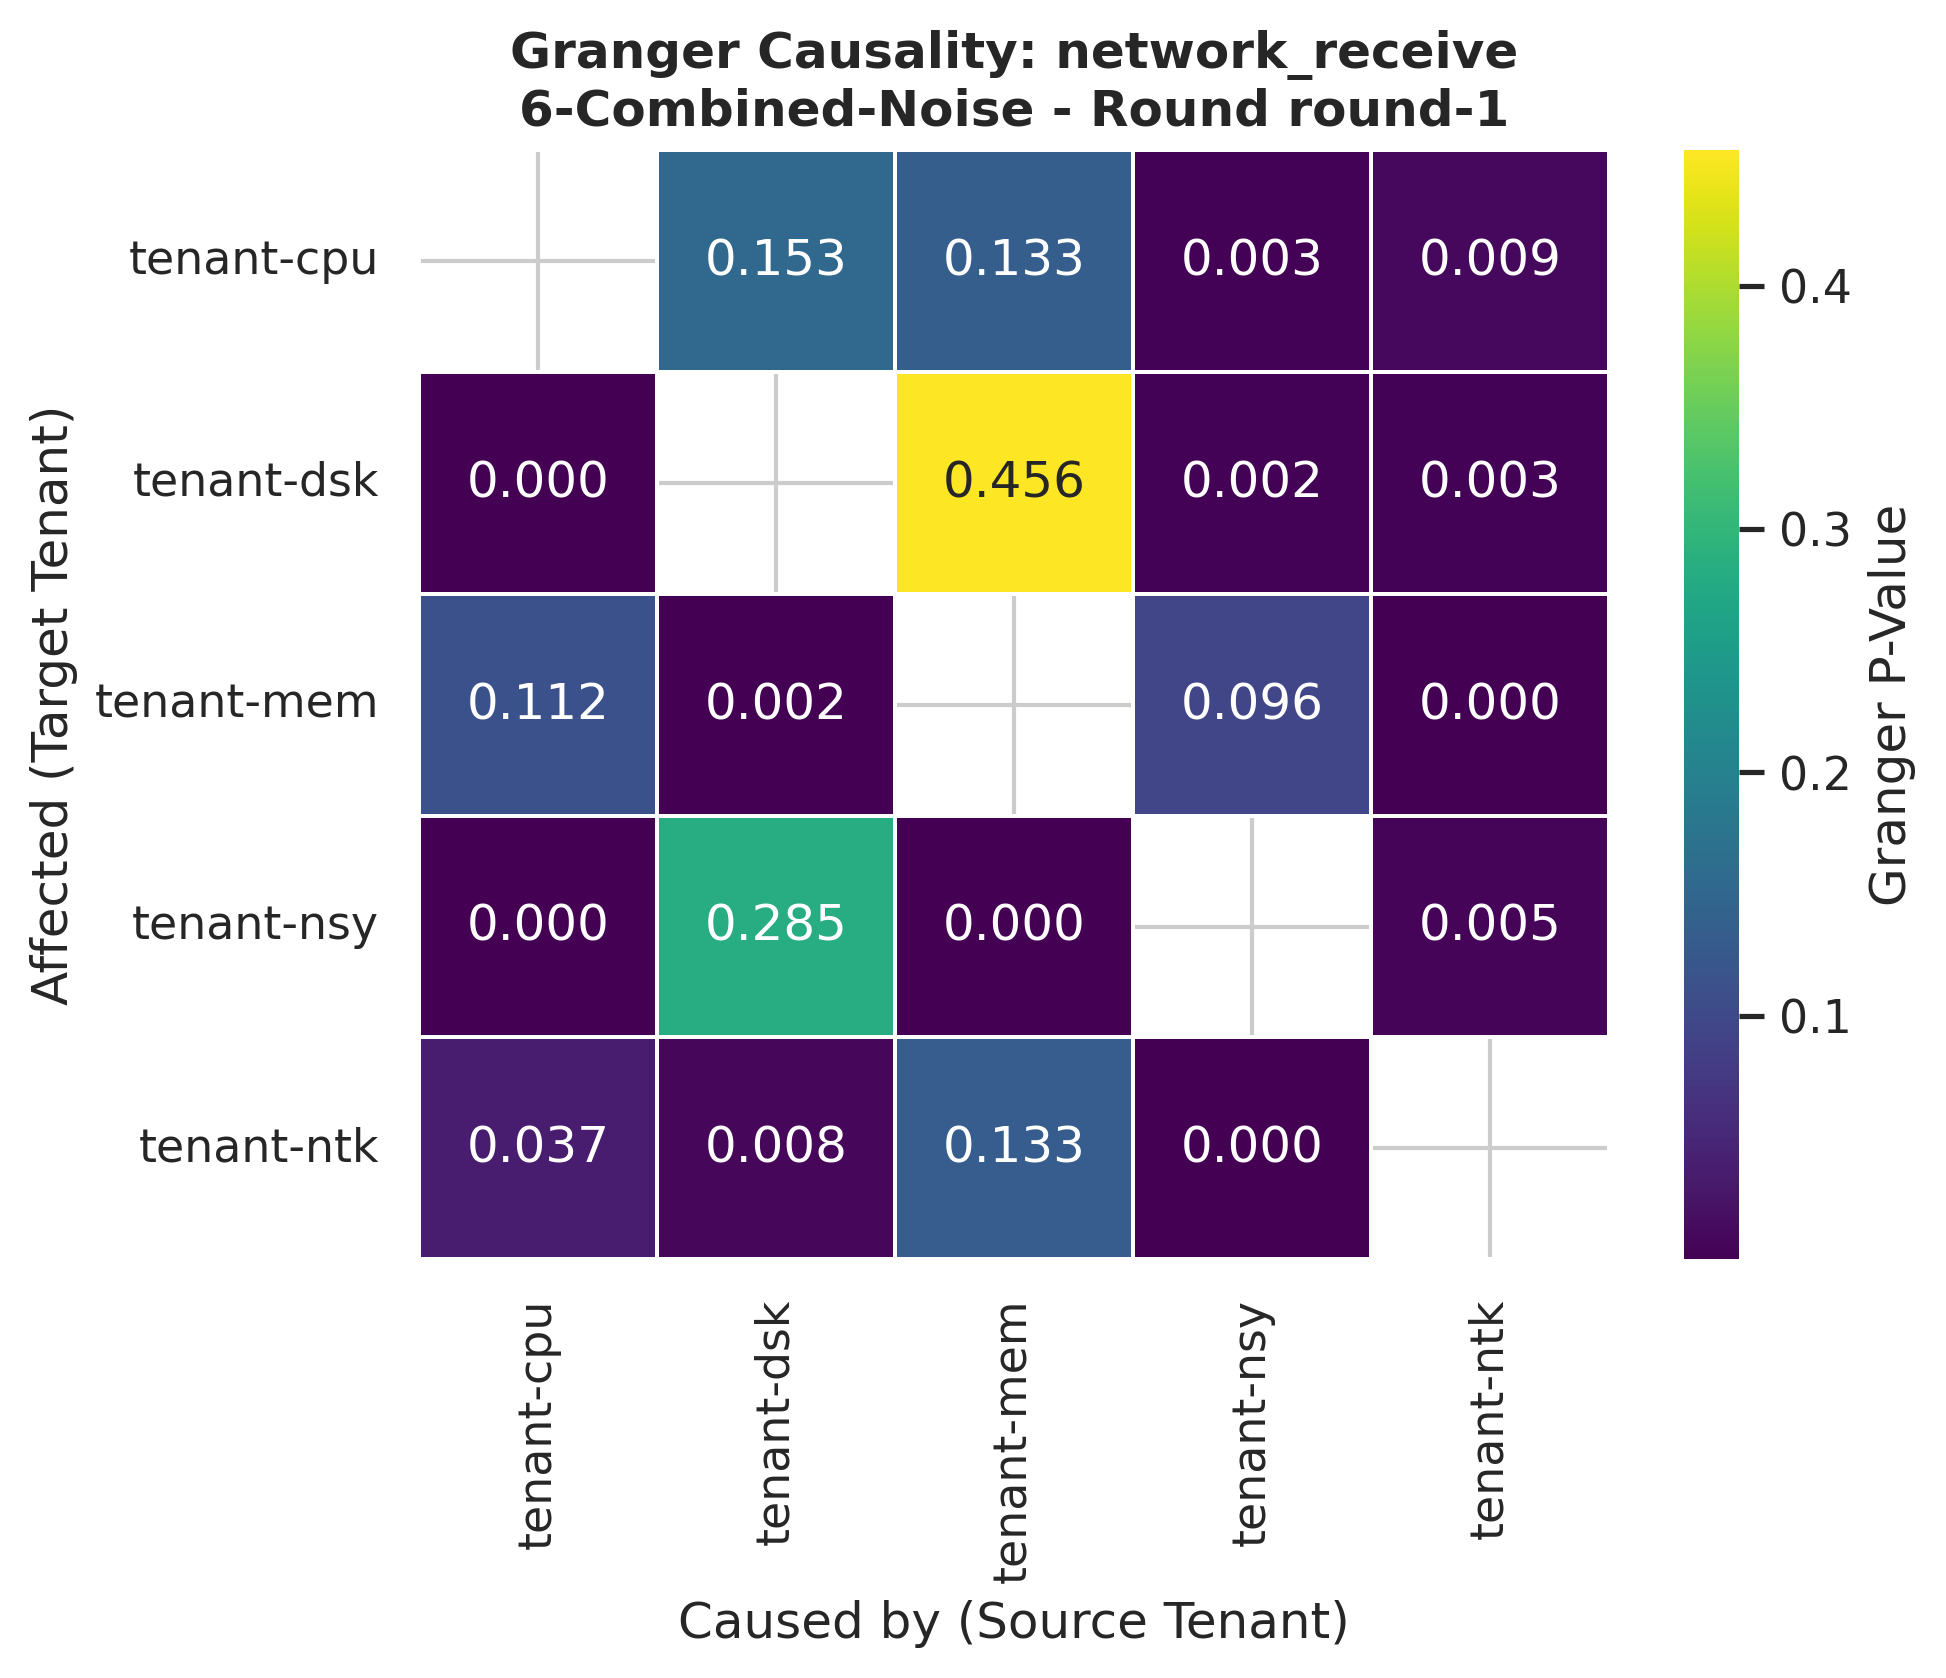 Granger Causality: network_receive
6-Combined-Noise - Round round-1
Affected (Target Tenant)
tenant-cpu 0.153 0.133 0.003 0.009
tenant-dsk 0.000 0.456 0.002 0.003
tenant-mem 0.112 0.002 0.096 0.000
tenant-nsy 0.000 0.285 0.000 0.005
tenant-ntk 0.037 0.008 0.133 0.000
tenant-cpu tenant-dsk tenant-mem tenant-nsy tenant-ntk
Caused by (Source Tenant)
0.4
0.3
0.2
0.1
Granger P-Value